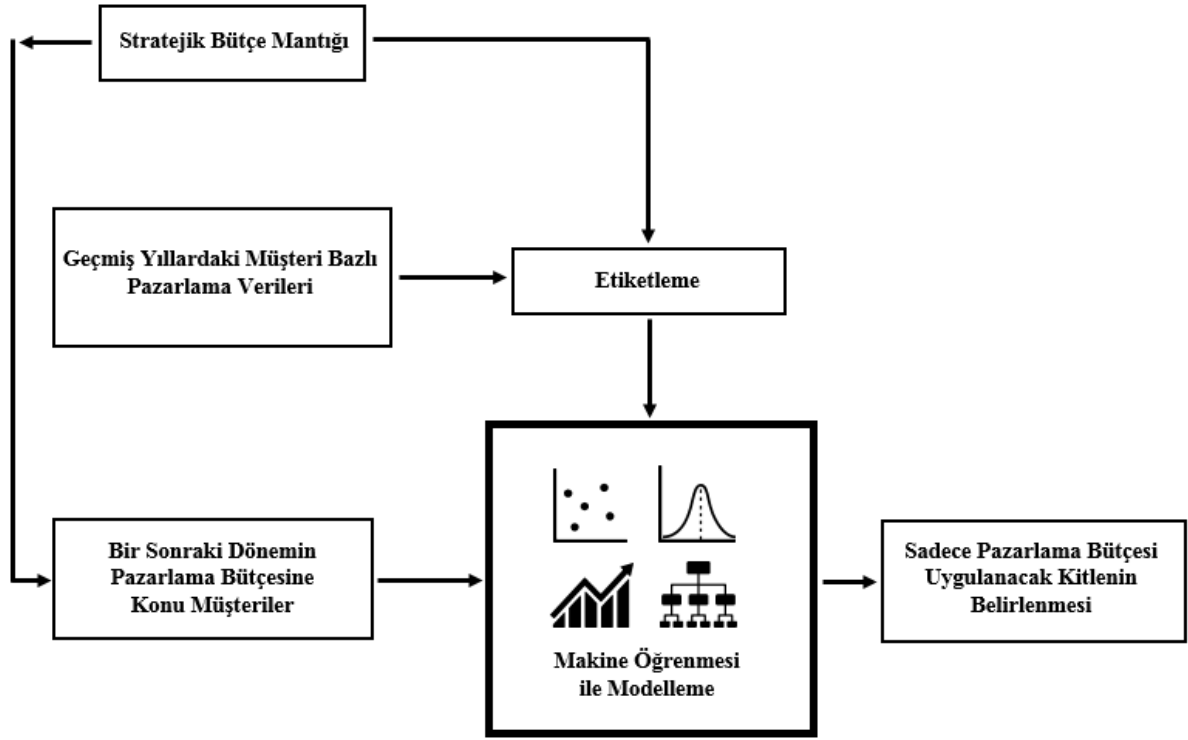 Stratejik Bütçe Mantığı
Geçmiş Yıllardaki Müşteri Bazlı
Pazarlama Verileri
Etiketleme
Bir Sonraki Dönemin
Pazarlama Bütçesine
Konu Müşteriler
Makine Öğrenmesi
ile Modelleme
Sadece Pazarlama Bütçesi
Uygulanacak Kitlenin
Belirlenmesi